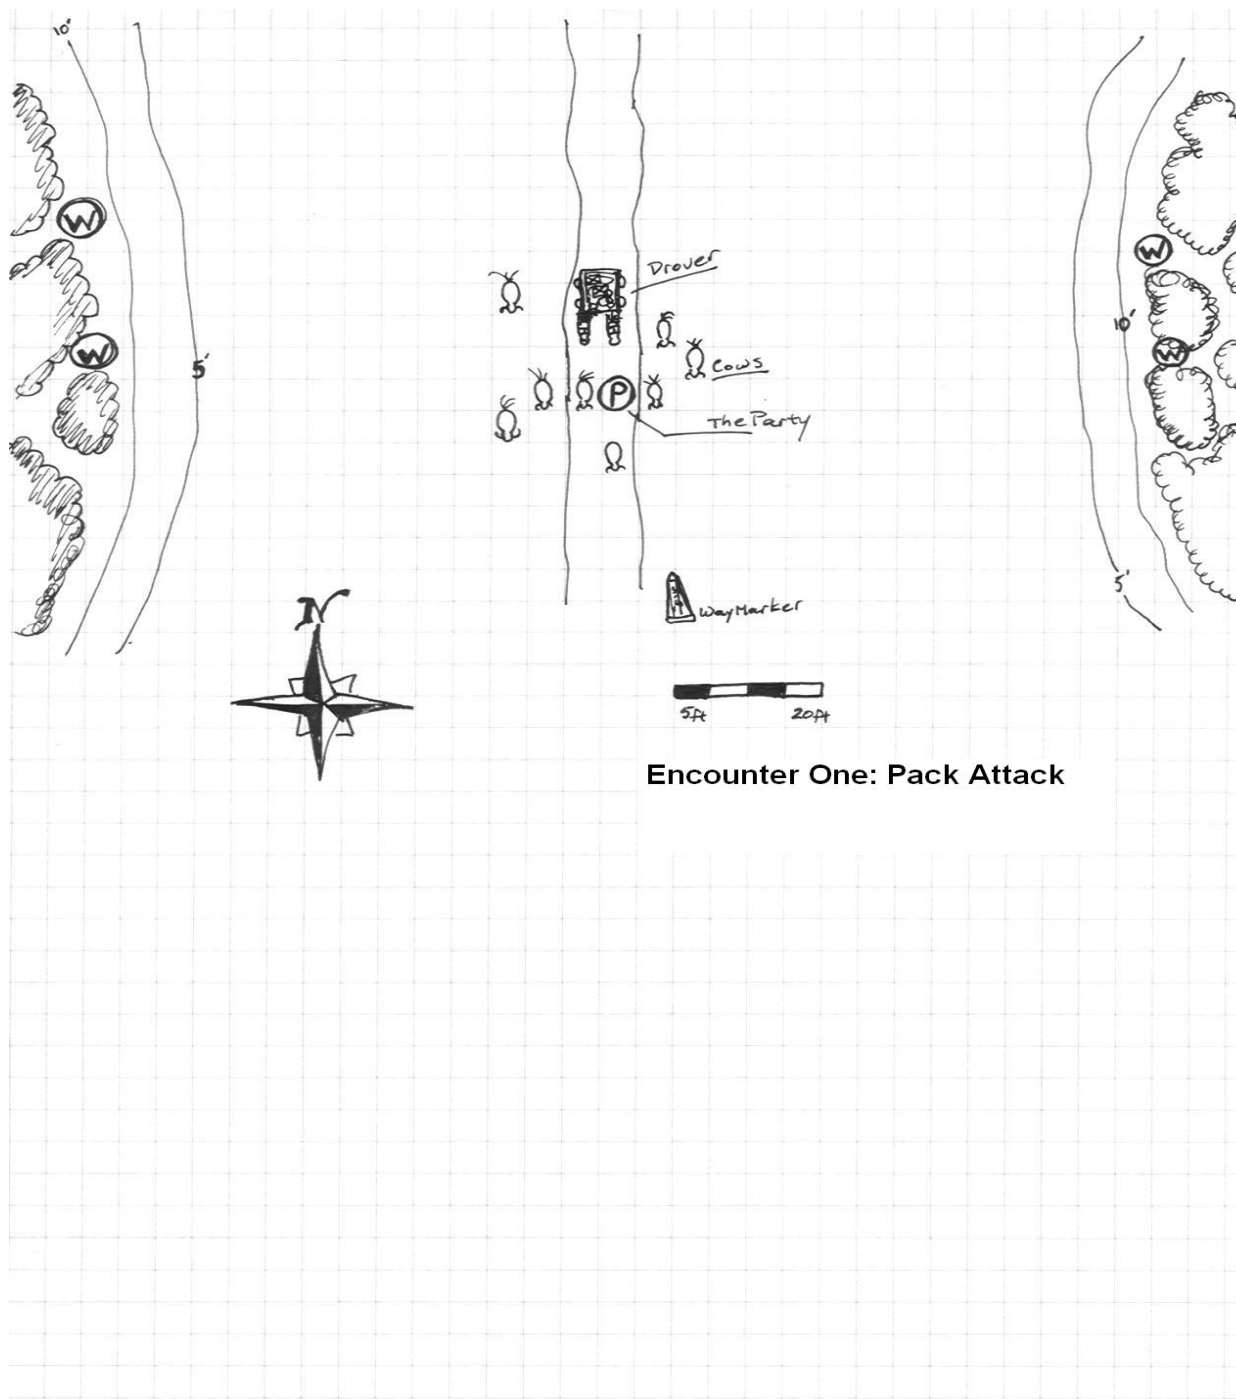 10'
W
Drover
W
10'
W
W
5'
Cows
P
The Party
5'
WayMarker
N
5ft 20ft
Encounter One: Pack Attack